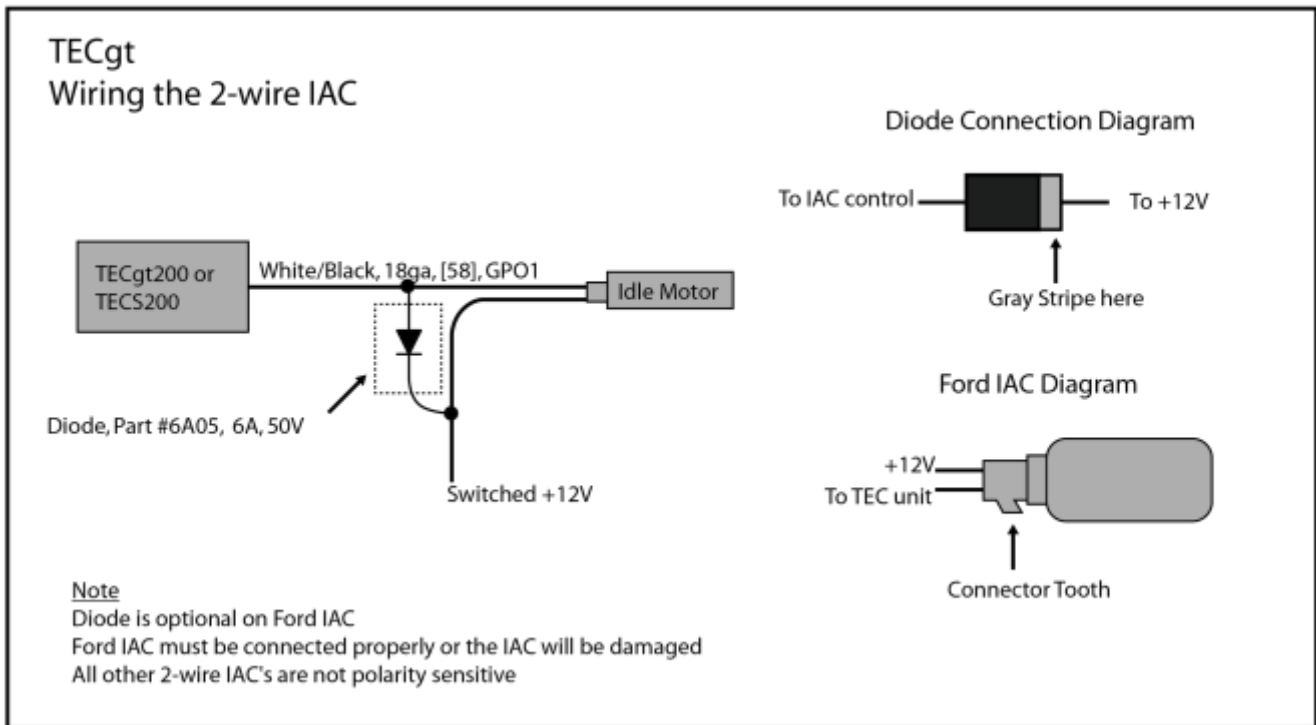 TECgt
Wiring the 2-wire IAC
TECgt200 or
TECS200
White/Black, 18ga, [58], GPO1
Idle Motor
Diode, Part #6A05, 6A, 50V
Switched +12V
Diode Connection Diagram
To IAC control
To +12V
Gray Stripe here
Ford IAC Diagram
+12V
To TEC unit
Connector Tooth
Note
Diode is optional on Ford IAC
Ford IAC must be connected properly or the IAC will be damaged
All other 2-wire IAC's are not polarity sensitive